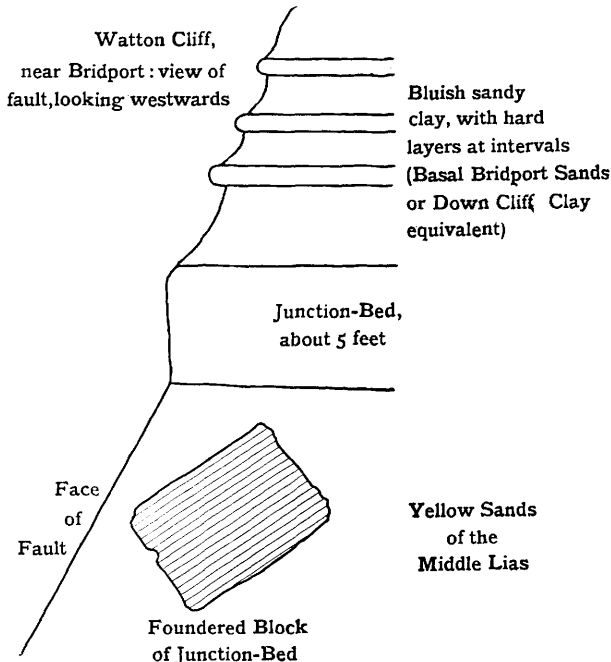 Watton Cliff,
near Bridport : view of
fault, looking westwards
Bluish sandy
clay, with hard
layers at intervals
(Basal Bridport Sands
or Down Cliff Clay
equivalent)
Junction-Bed,
about 5 feet
Face
of
Fault
Yellow Sands
of the
Middle Lias
Foundered Block
of Junction-Bed